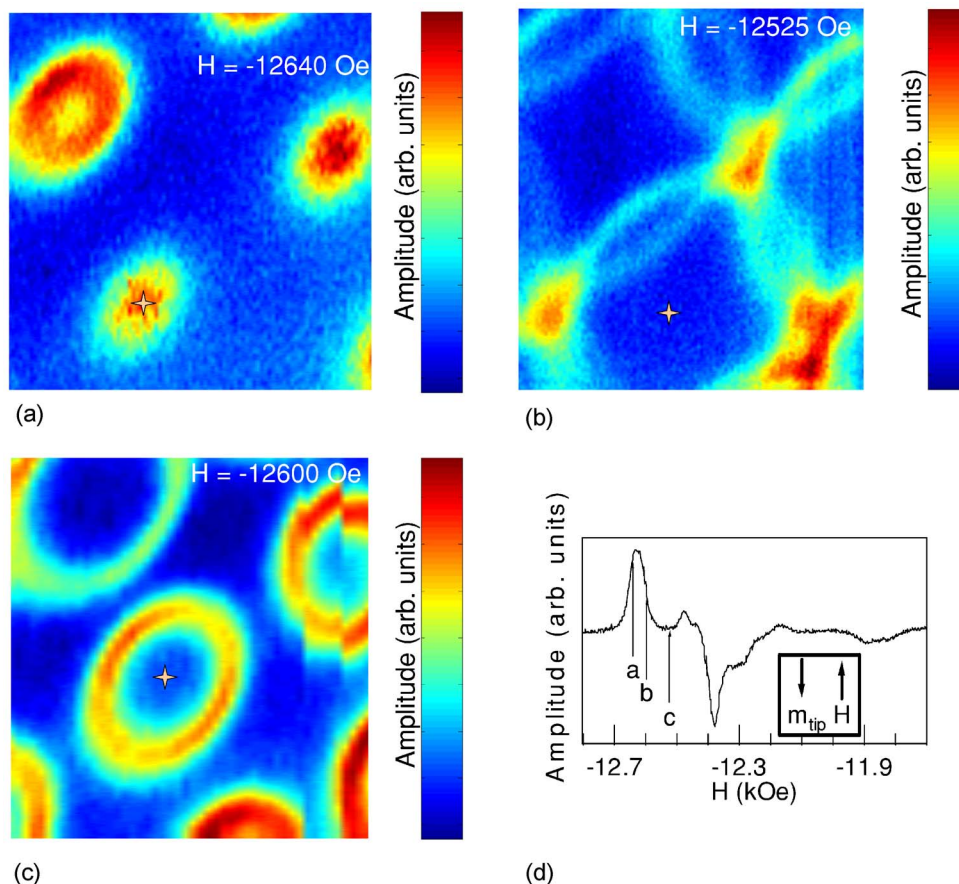 H = -12640 Oe
Amplitude (arb. units)
(a)
H = -12525 Oe
Amplitude (arb. units)
(b)
H = -12600 Oe
Amplitude (arb. units)
(c)
Amplitude (arb. units)
a
b
c
m_tip H
-12.7 -12.3 -11.9
H (kOe)
(d)